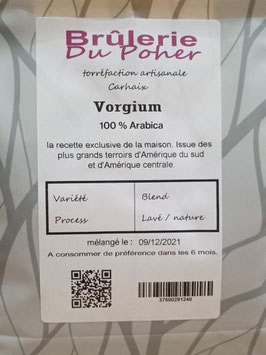 Brûlerie
Du Poher
torréfaction artisanale
Carhaix
Vorgium
100 % Arabica
la recette exclusive de la maison. Issue des
plus grands terroirs d'Amérique du sud
et d'Amérique centrale.
Variété Blend
Process Lavé / nature
mélangé le : 09/12/2021
A consommer de préférence dans les 6 mois.
37600291240